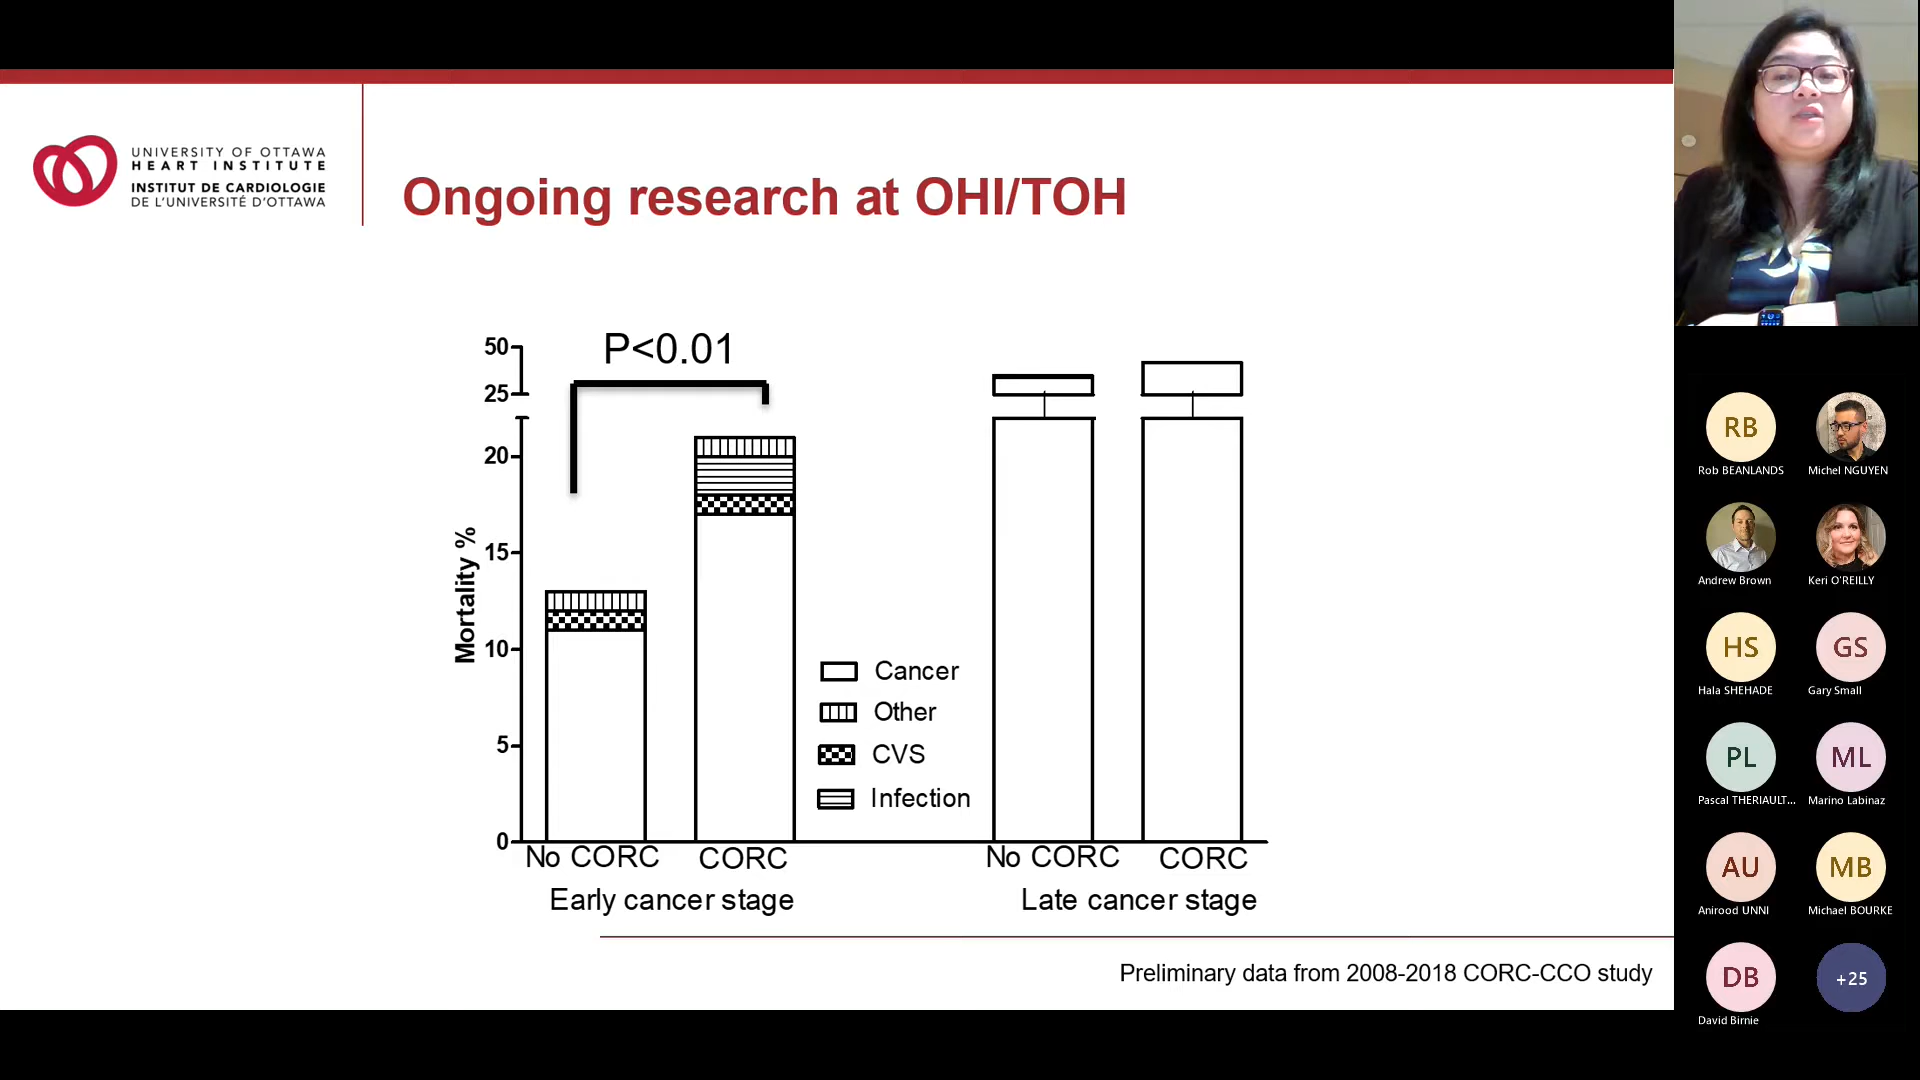 UNIVERSITY OF OTTAWA
HEART INSTITUTE
INSTITUT DE CARDIOLOGIE
DE L'UNIVERSITÉ D'OTTAWA
Ongoing research at OHI/TOH
P<0.01
50
25
20
15
10
5
0
Mortality %
Cancer
Other
CVS
Infection
No CORC
CORC
No CORC
CORC
Early cancer stage
Late cancer stage
Preliminary data from 2008-2018 CORC-CCO study
RB
Rob BEANLANDS
Michel NGUYEN
Andrew Brown
Keri O'REILLY
HS
Hala SHEHADE
GS
Gary Small
PL
Pascal THERIAULT...
ML
Marino Labinaz
AU
Anirood UNNI
MB
Michael BOURKE
DB
David Birnie
+25